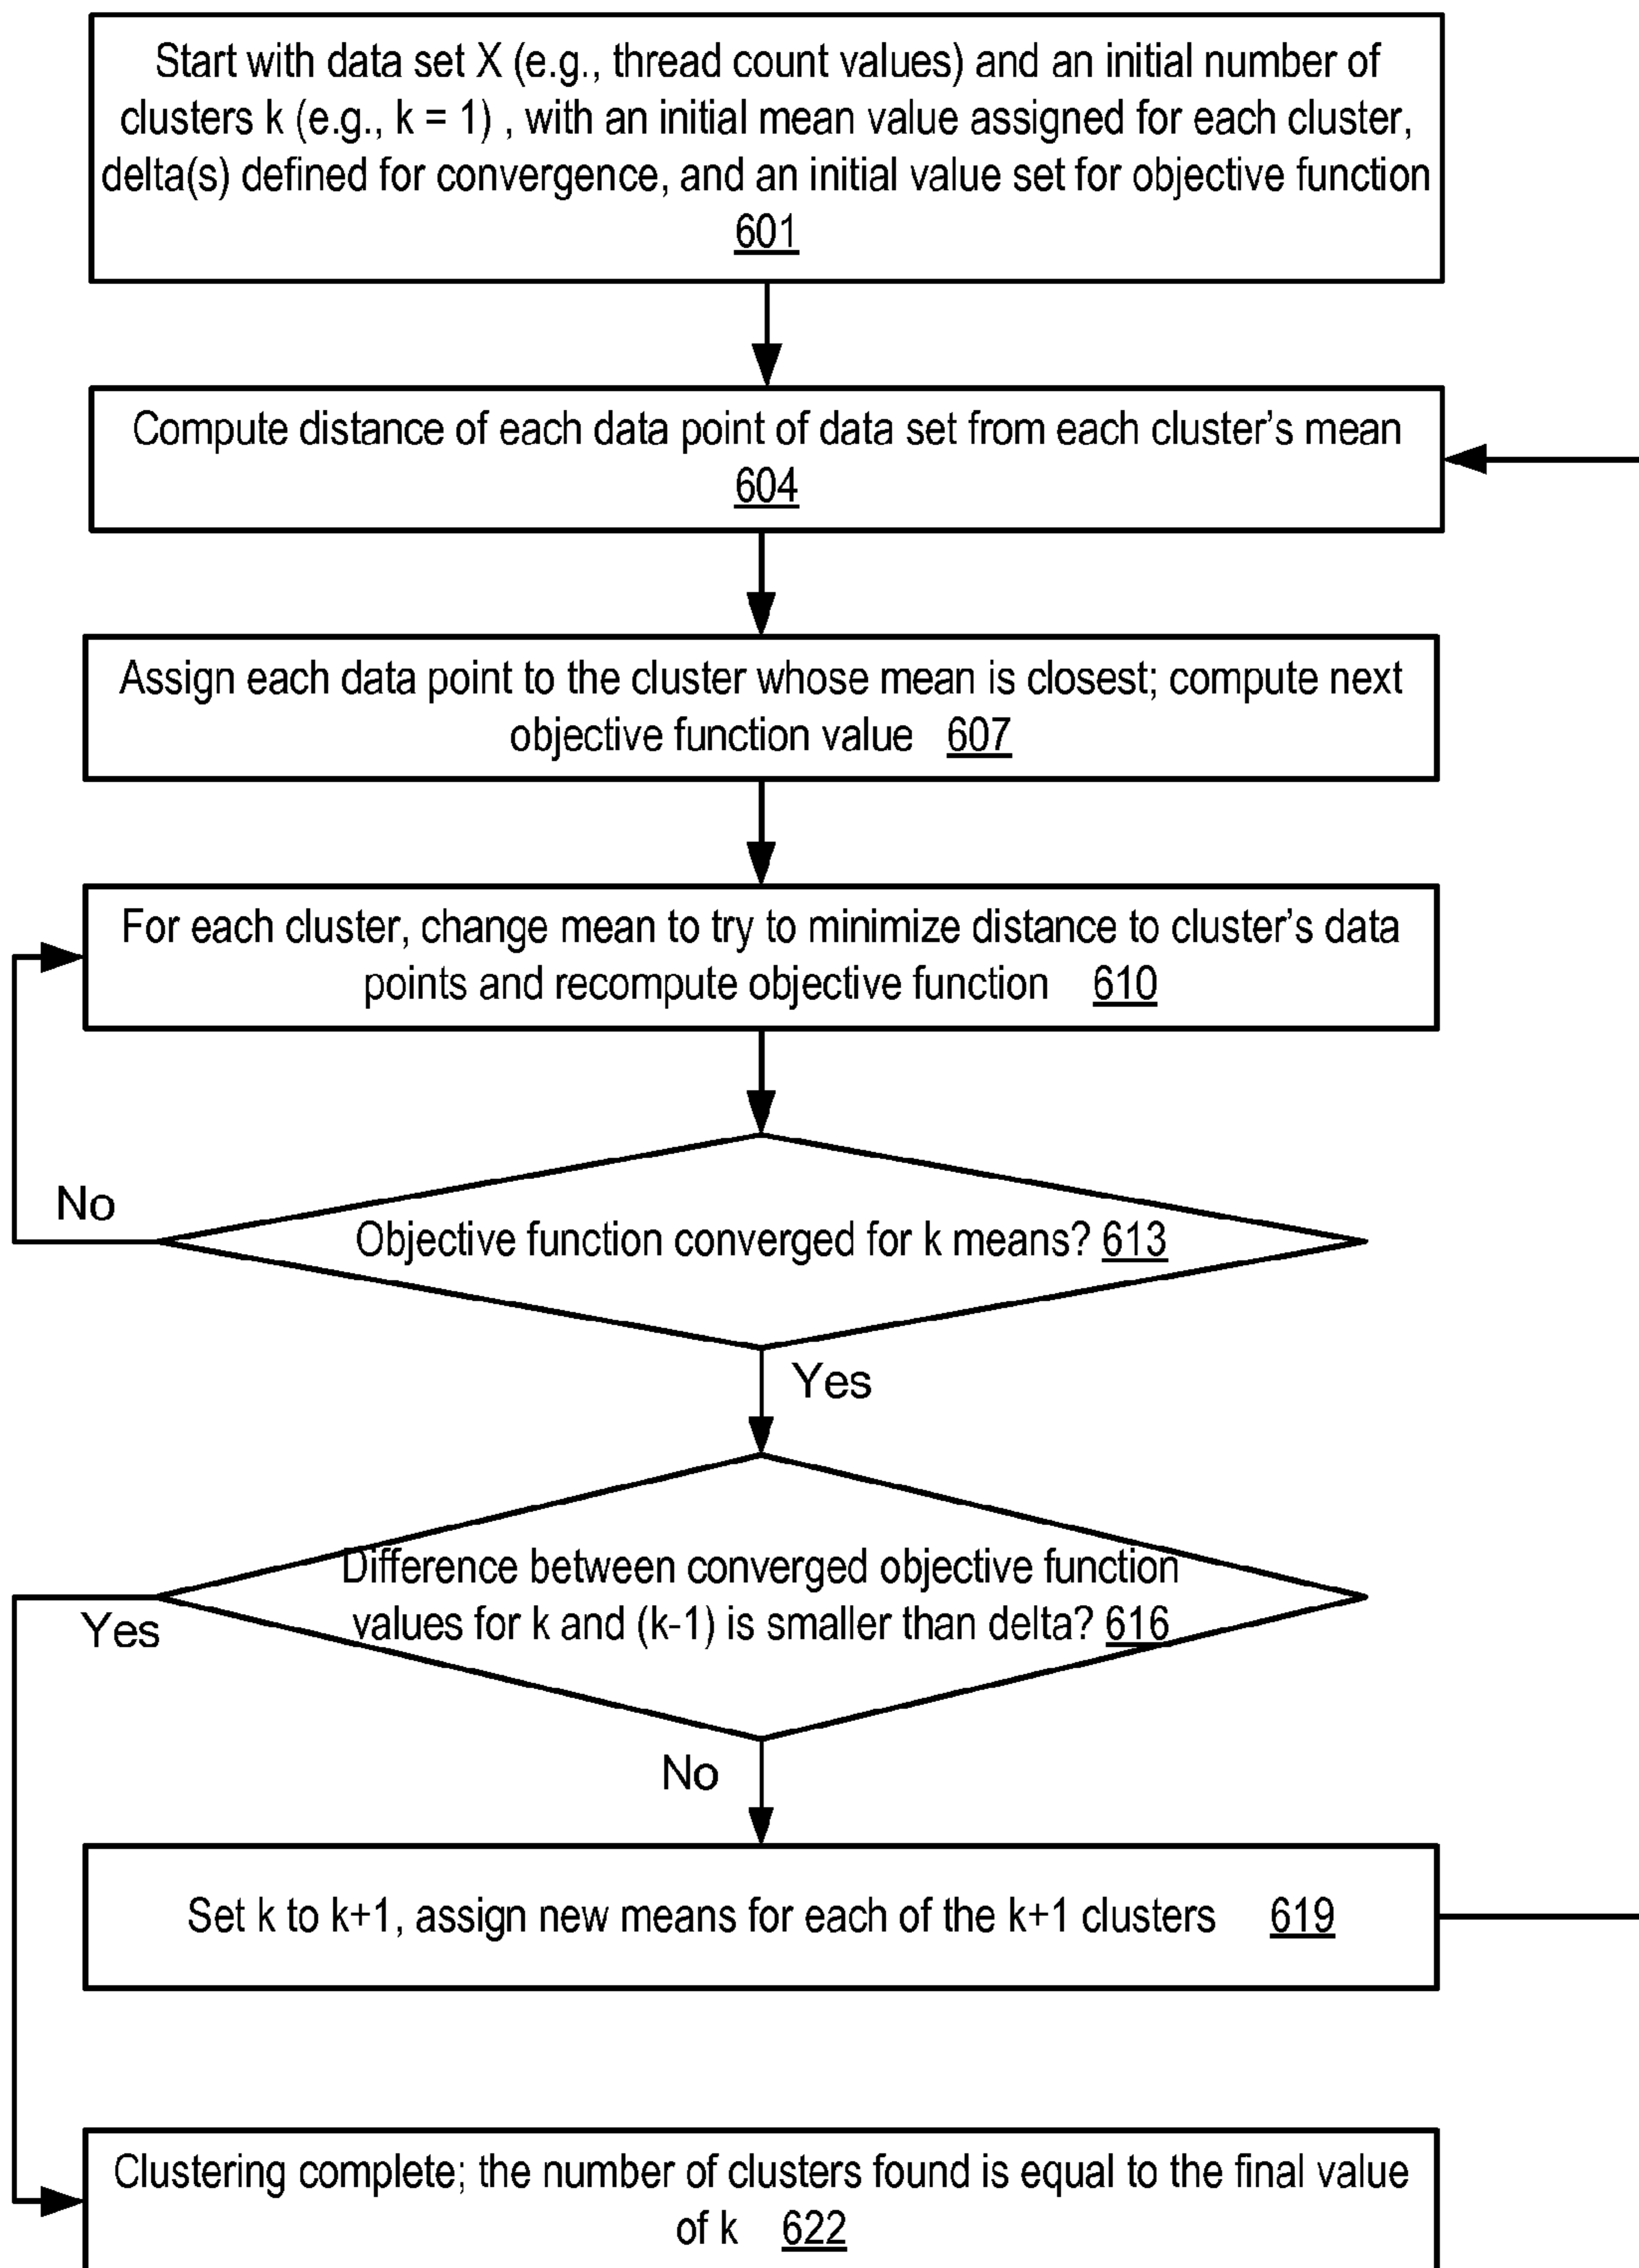 Start with data set X (e.g., thread count values) and an initial number of
clusters k (e.g., k = 1) , with an initial mean value assigned for each cluster,
delta(s) defined for convergence, and an initial value set for objective function
601
Compute distance of each data point of data set from each cluster's mean
604
Assign each data point to the cluster whose mean is closest; compute next
objective function value 607
For each cluster, change mean to try to minimize distance to cluster's data
points and recompute objective function 610
No
Objective function converged for k means? 613
Yes
Difference between converged objective function
values for k and (k-1) is smaller than delta? 616
Yes
No
Set k to k+1, assign new means for each of the k+1 clusters 619
Clustering complete; the number of clusters found is equal to the final value
of k 622